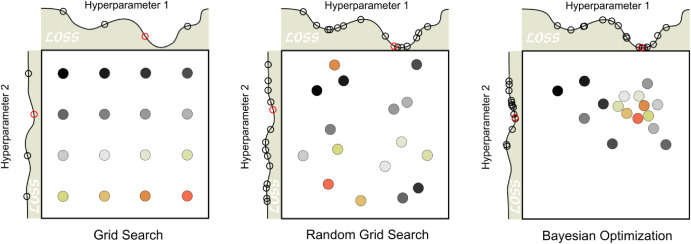 Hyperparameter 1
Hyperparameter 1
Hyperparameter 1
LOSS
LOSS
LOSS
Hyperparameter 2
Hyperparameter 2
Hyperparameter 2
LOSS
LOSS
LOSS
Grid Search
Random Grid Search
Bayesian Optimization